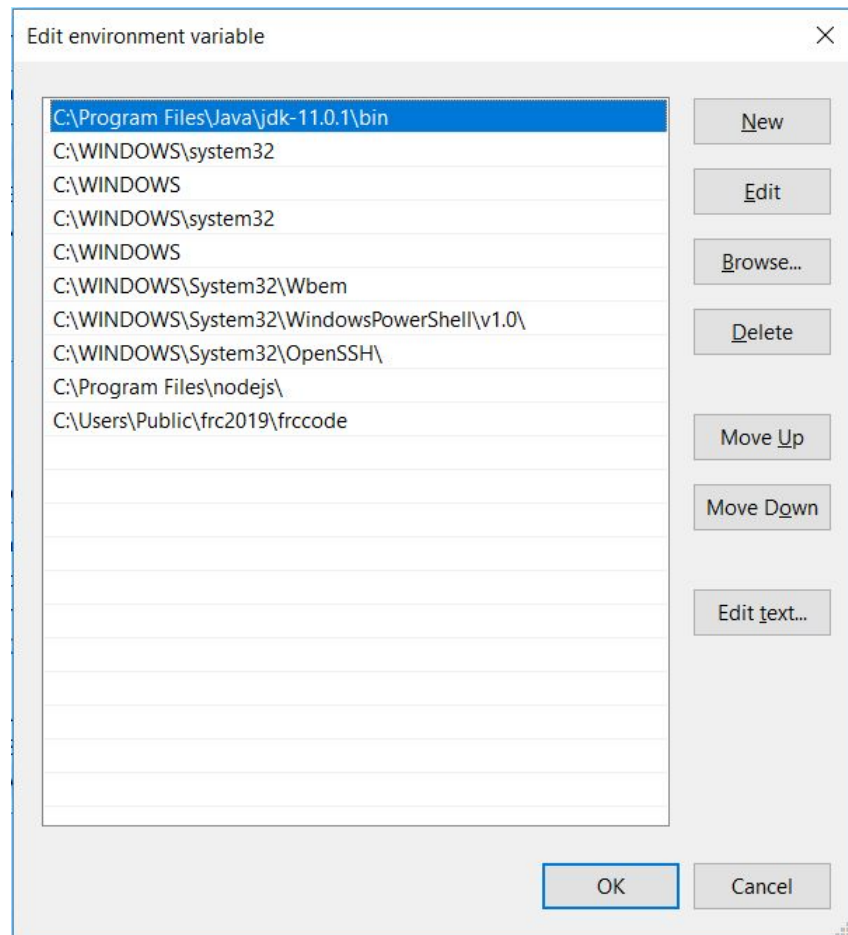 Edit environment variable
C:\Program Files\Java\jdk-11.0.1\bin
C:\WINDOWS\system32
C:\WINDOWS
C:\WINDOWS\system32
C:\WINDOWS
C:\WINDOWS\System32\Wbem
C:\WINDOWS\System32\WindowsPowerShell\v1.0\
C:\WINDOWS\System32\OpenSSH\
C:\Program Files\nodejs\
C:\Users\Public\frc2019\frccode
New
Edit
Browse...
Delete
Move Up
Move Down
Edit text...
OK
Cancel